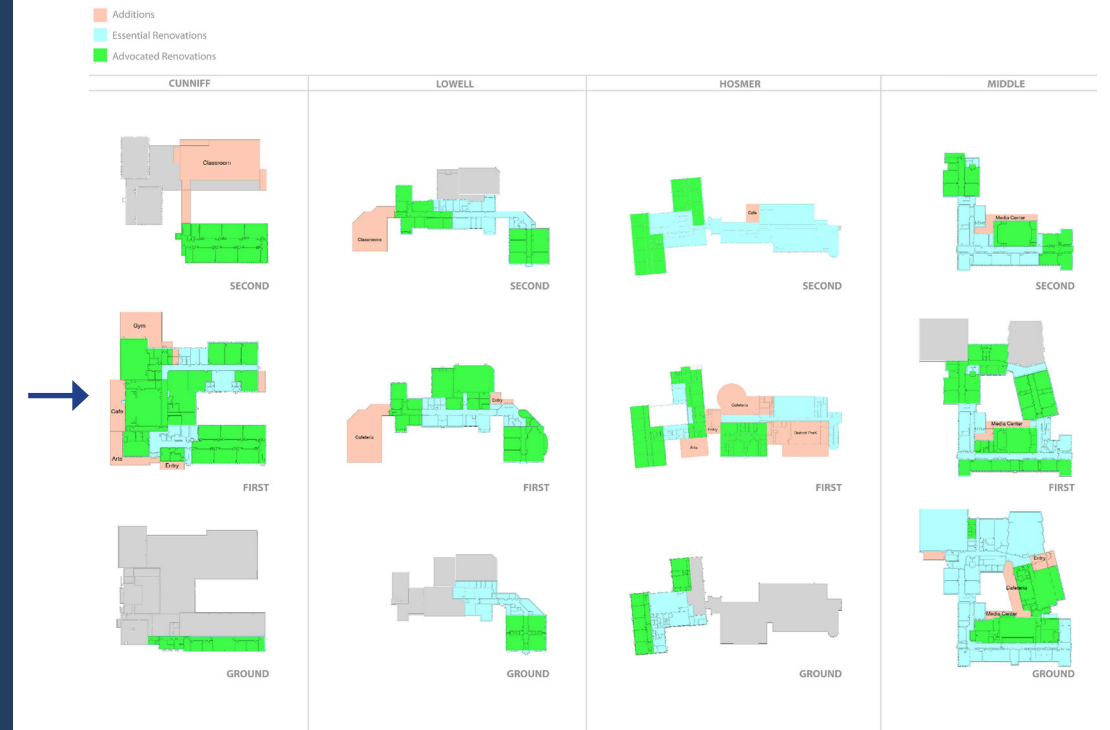 Additions
Essential Renovations
Advocated Renovations
CUNNIFF
LOWELL
HOSMER
MIDDLE
Classroom
SECOND
Classrooms
SECOND
Cafe
SECOND
Media Center
SECOND
Gym
Cafe
Arts
Entry
FIRST
Entry
Cafeteria
FIRST
Cafeteria
Entry
Arts
FIRST
Media Center
FIRST
GROUND
GROUND
GROUND
Entry
Cafeteria
Media Center
GROUND